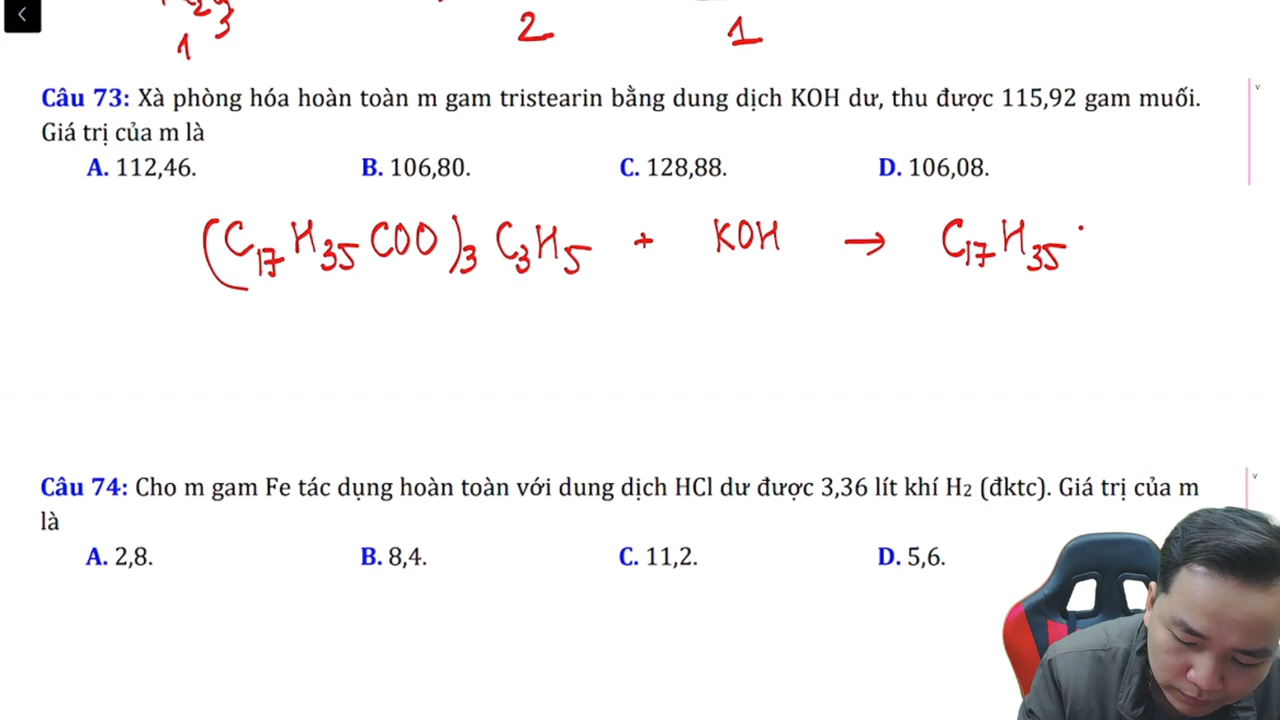 1 3
2
1
Câu 73: Xà phòng hóa hoàn toàn m gam tristearin bằng dung dịch KOH dư, thu được 115,92 gam muối.
Giá trị của m là
A. 112,46. B. 106,80. C. 128,88. D. 106,08.
(C17H35COO)3C3H5 + KOH → C17H35
Câu 74: Cho m gam Fe tác dụng hoàn toàn với dung dịch HCl dư được 3,36 lít khí H2 (đktc). Giá trị của m
là
A. 2,8. B. 8,4. C. 11,2. D. 5,6.